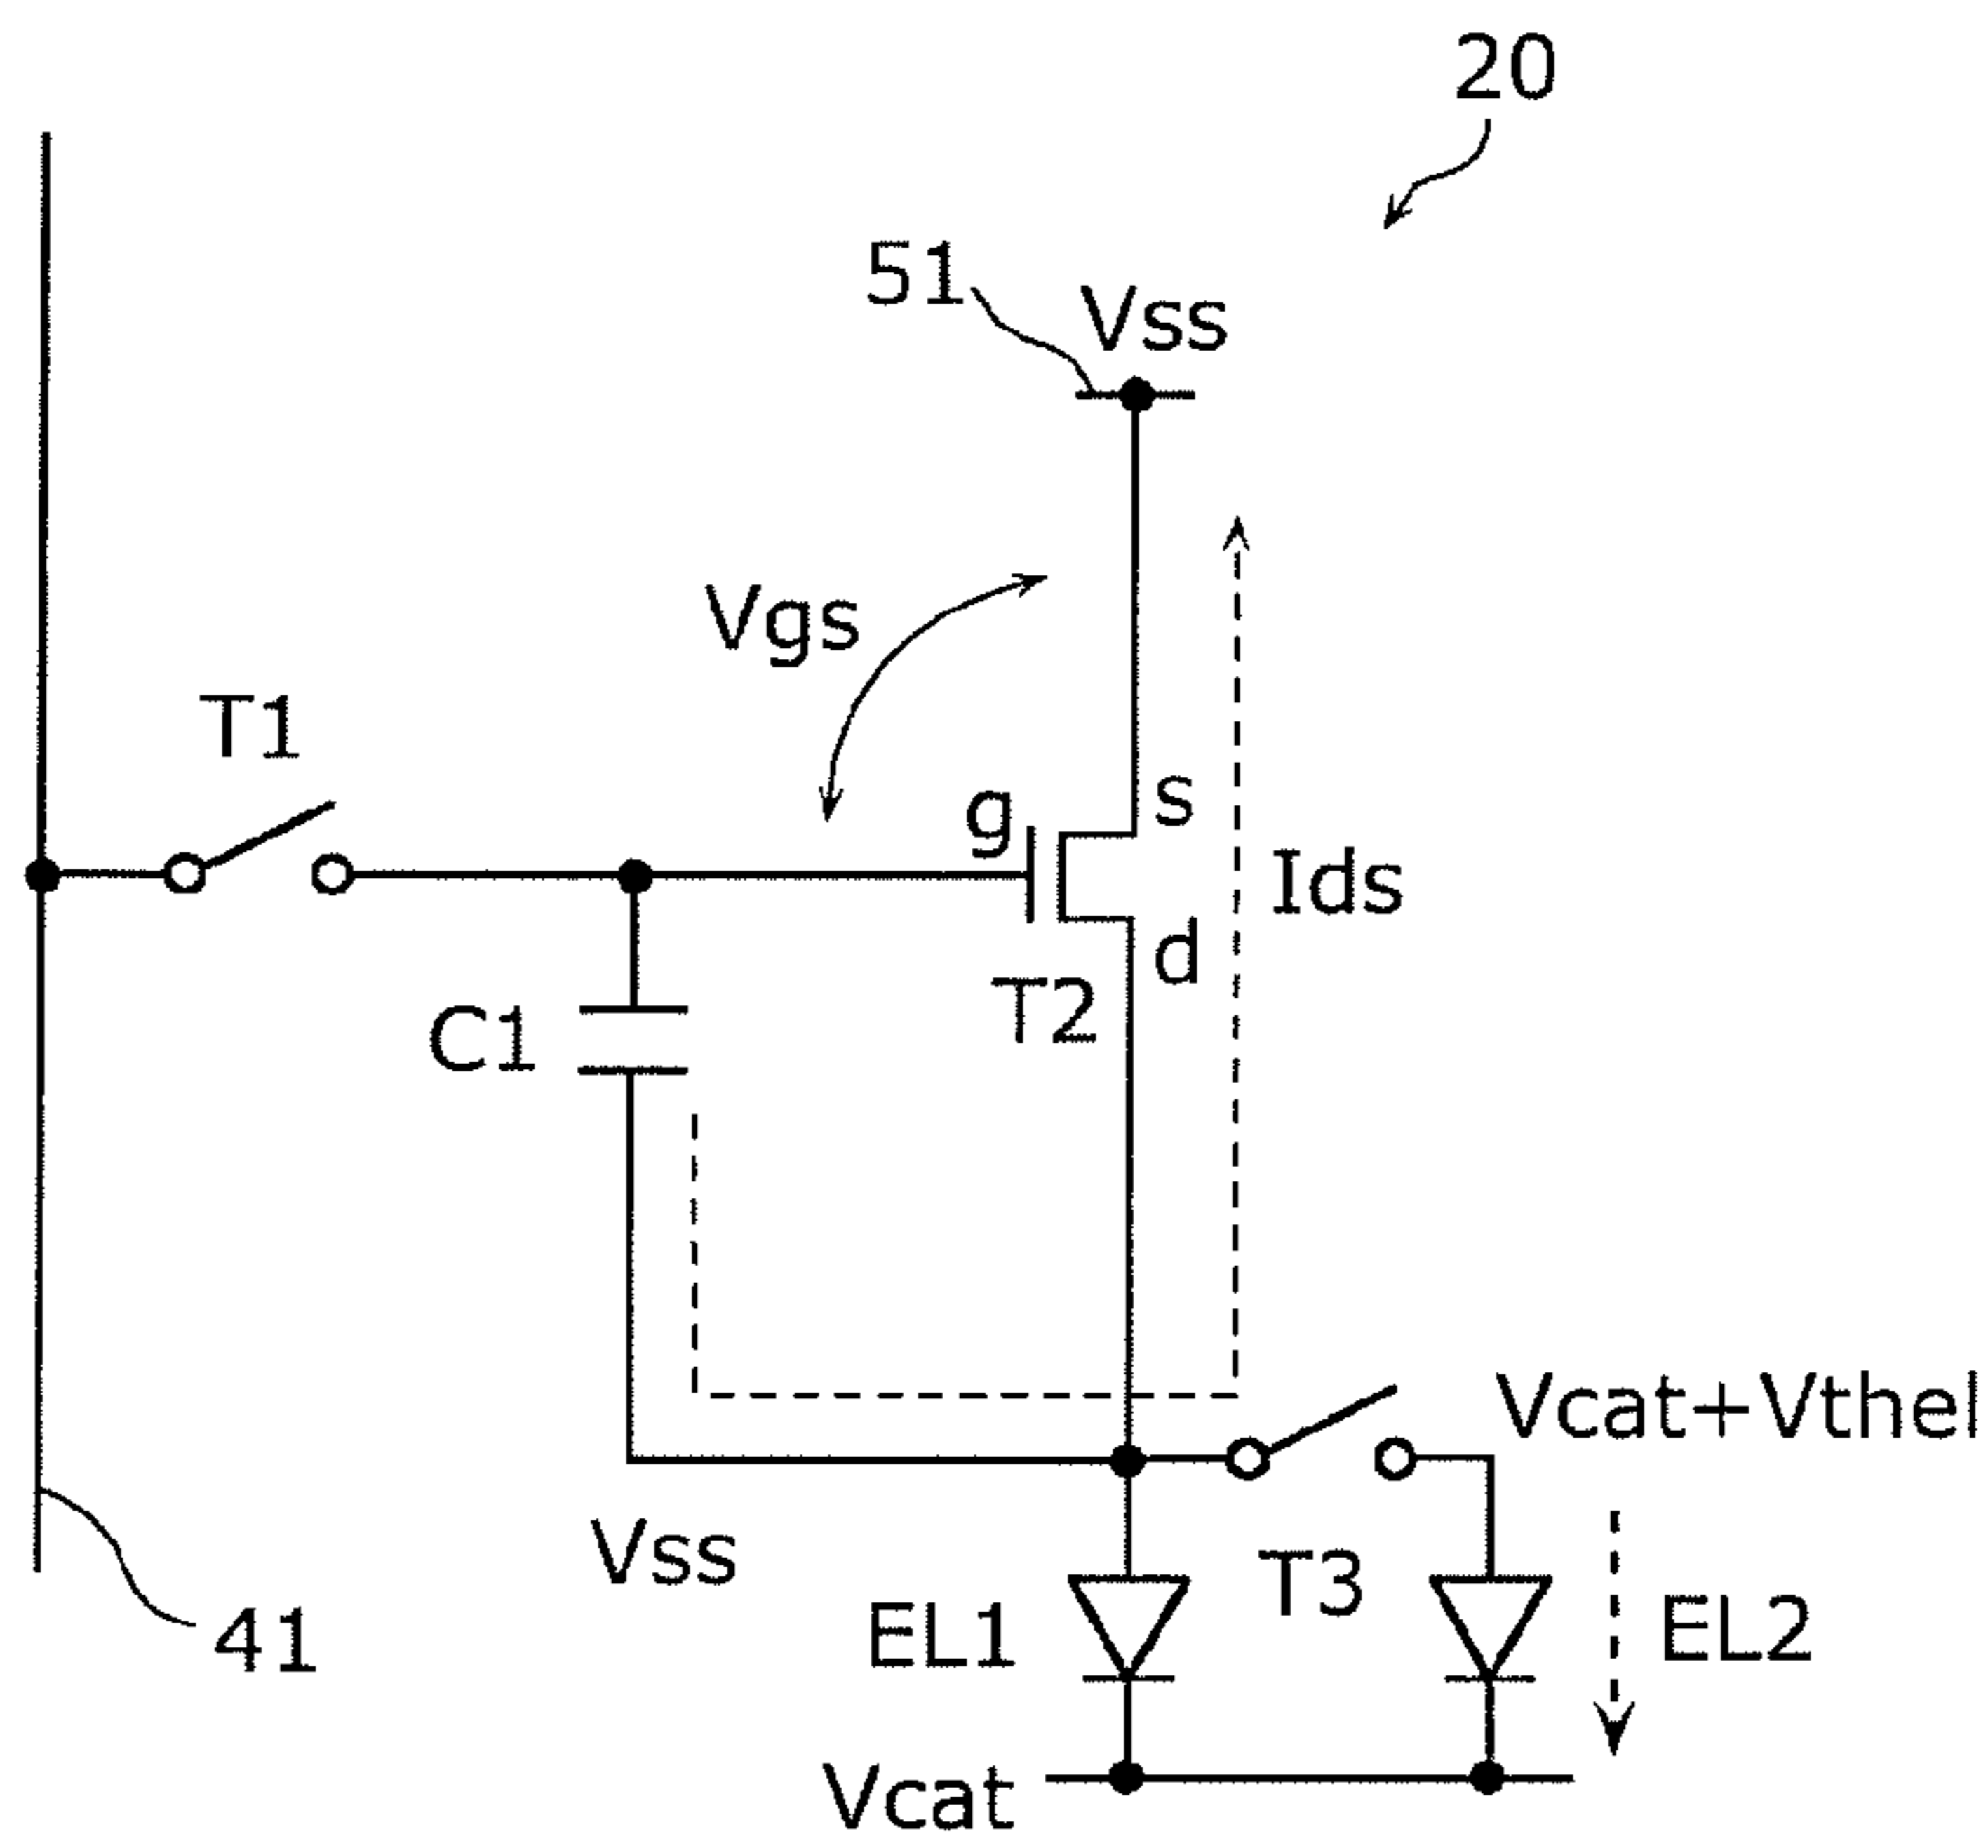 20
51
Vss
Vgs
T1
g
s
Ids
d
T2
C1
Vcat+Vthel
Vss
T3
EL1
EL2
41
Vcat